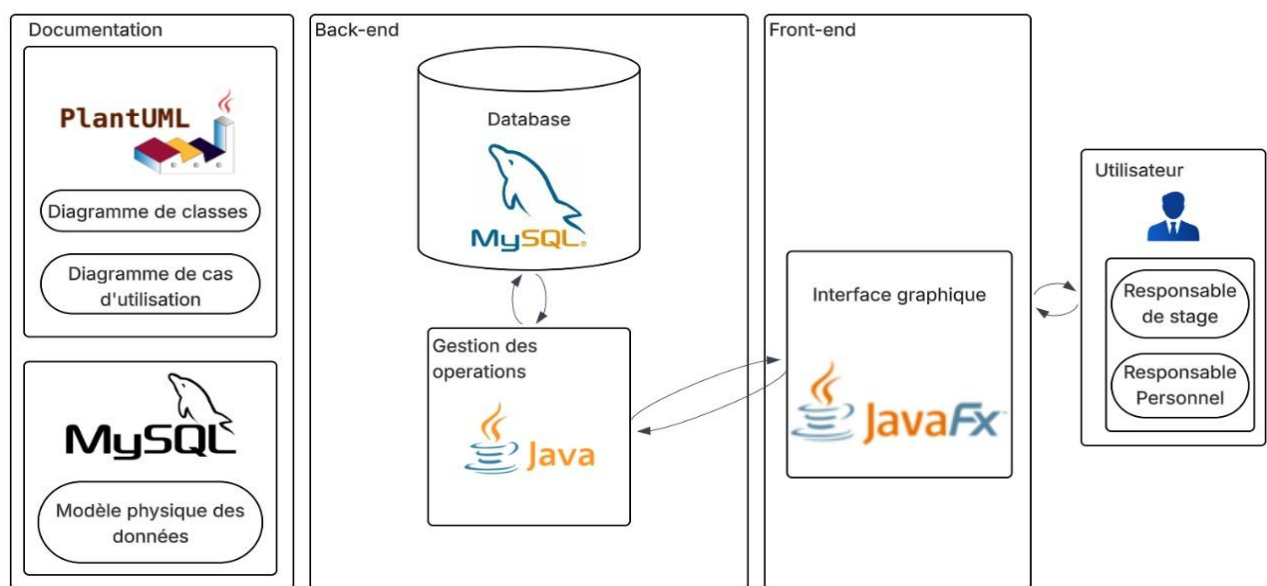 Documentation
PlantUML
Diagramme de classes
Diagramme de cas
d'utilisation
MySQL
Modèle physique des
données
Back-end
Database
MySQL®
Gestion des
operations
Java
Front-end
Interface graphique
JavaFx™
Utilisateur
Responsable
de stage
Responsable
Personnel